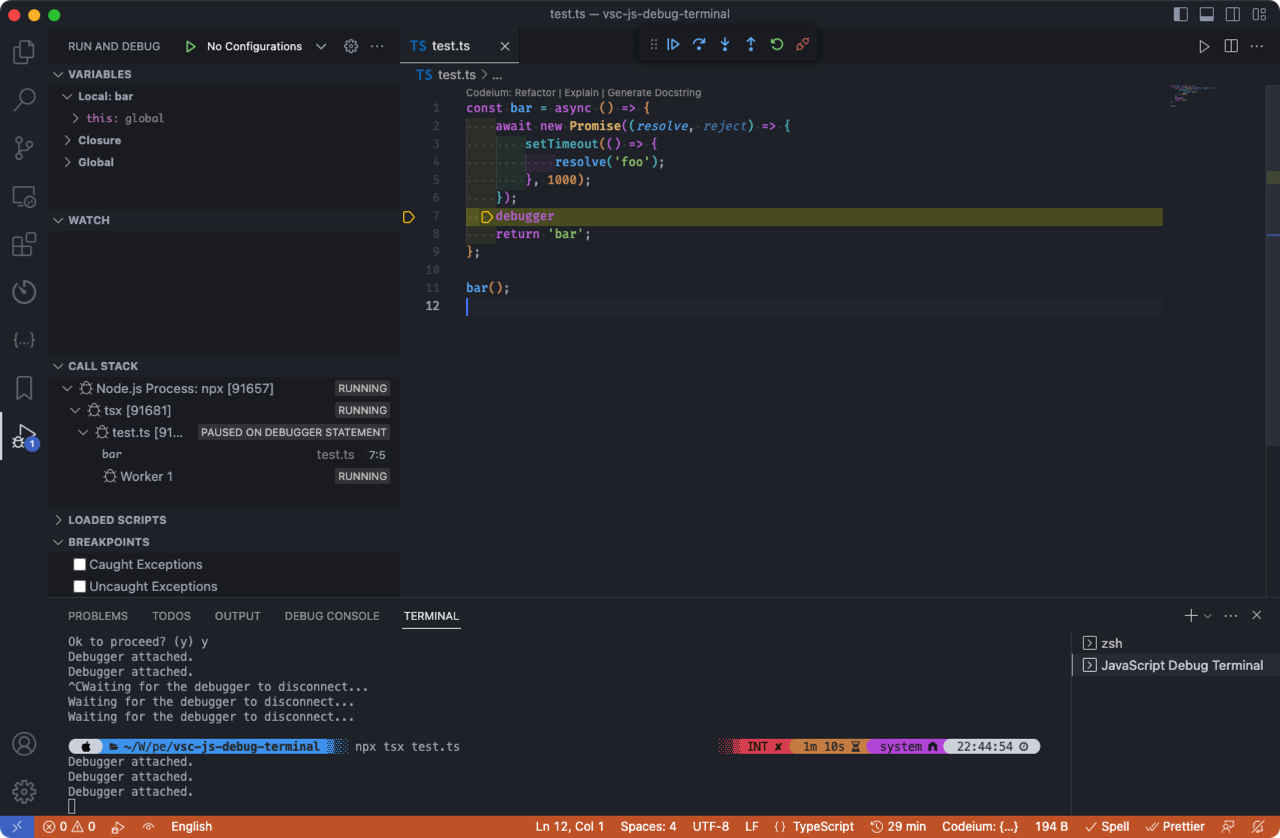 test.ts — vsc-js-debug-terminal
RUN AND DEBUG
No Configurations
TS test.ts
VARIABLES
Local: bar
this: global
Closure
Global
WATCH
CALL STACK
Node.js Process: npx [91657] RUNNING
tsx [91681] RUNNING
test.ts [91... PAUSED ON DEBUGGER STATEMENT
bar test.ts 7:5
Worker 1 RUNNING
LOADED SCRIPTS
BREAKPOINTS
Caught Exceptions
Uncaught Exceptions
1
TS test.ts > ...
Codeium: Refactor | Explain | Generate Docstring
1 const bar = async () => {
2 await new Promise((resolve, reject) => {
3 setTimeout(() => {
4 resolve('foo');
5 }, 1000);
6 });
7 debugger
8 return 'bar';
9 };
10
11 bar();
12
PROBLEMS TODOS OUTPUT DEBUG CONSOLE TERMINAL
Ok to proceed? (y) y
Debugger attached.
Debugger attached.
^CWaiting for the debugger to disconnect...
Waiting for the debugger to disconnect...
Waiting for the debugger to disconnect...
~/W/pe/vsc-js-debug-terminal npx tsx test.ts INT ✘ 1m 10s system 22:44:54
Debugger attached.
Debugger attached.
Debugger attached.
zsh
JavaScript Debug Terminal
0 0 English Ln 12, Col 1 Spaces: 4 UTF-8 LF {} TypeScript 29 min Codeium: {...} 194 B Spell Prettier